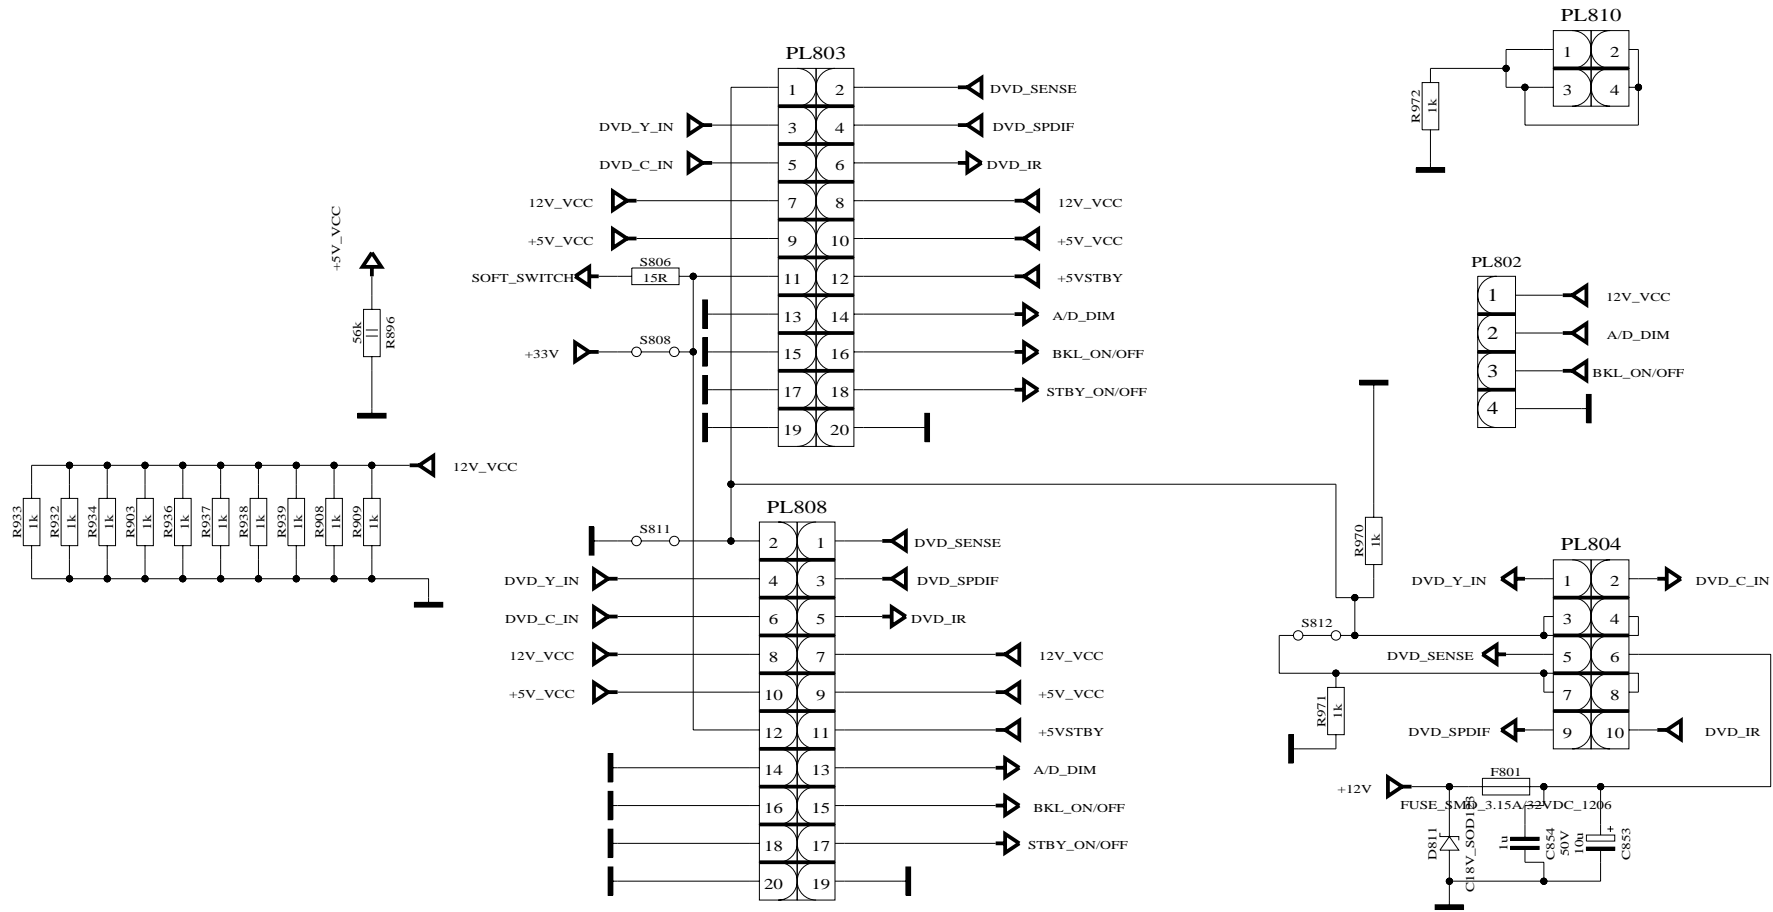 PL803
1 2 DVD_SENSE
DVD_Y_IN 3 4 DVD_SPDIF
DVD_C_IN 5 6 DVD_IR
12V_VCC 7 8 12V_VCC
+5V_VCC 9 10 +5V_VCC
SOFT_SWITCH S806 15R 11 12 +5VSTBY
13 14 A/D_DIM
+33V S808 15 16 BKL_ON/OFF
17 18 STBY_ON/OFF
19 20
PL810
1 2
3 4
R972 1k
+5V_VCC
56k R896
PL802
1 12V_VCC
2 A/D_DIM
3 BKL_ON/OFF
4
12V_VCC
R933 1k
R932 1k
R934 1k
R903 1k
R936 1k
R937 1k
R938 1k
R939 1k
R908 1k
R909 1k
PL808
S811 2 1 DVD_SENSE
DVD_Y_IN 4 3 DVD_SPDIF
DVD_C_IN 6 5 DVD_IR
12V_VCC 8 7 12V_VCC
+5V_VCC 10 9 +5V_VCC
12 11 +5VSTBY
14 13 A/D_DIM
16 15 BKL_ON/OFF
18 17 STBY_ON/OFF
20 19
R970 1k
PL804
DVD_Y_IN 1 2 DVD_C_IN
S812 3 4
DVD_SENSE 5 6
7 8
R971 1k
DVD_SPDIF 9 10 DVD_IR
+12V F801
FUSE_SMD_3.15A/32VDC_1206
D811
1u C854
50V
10u C853
+